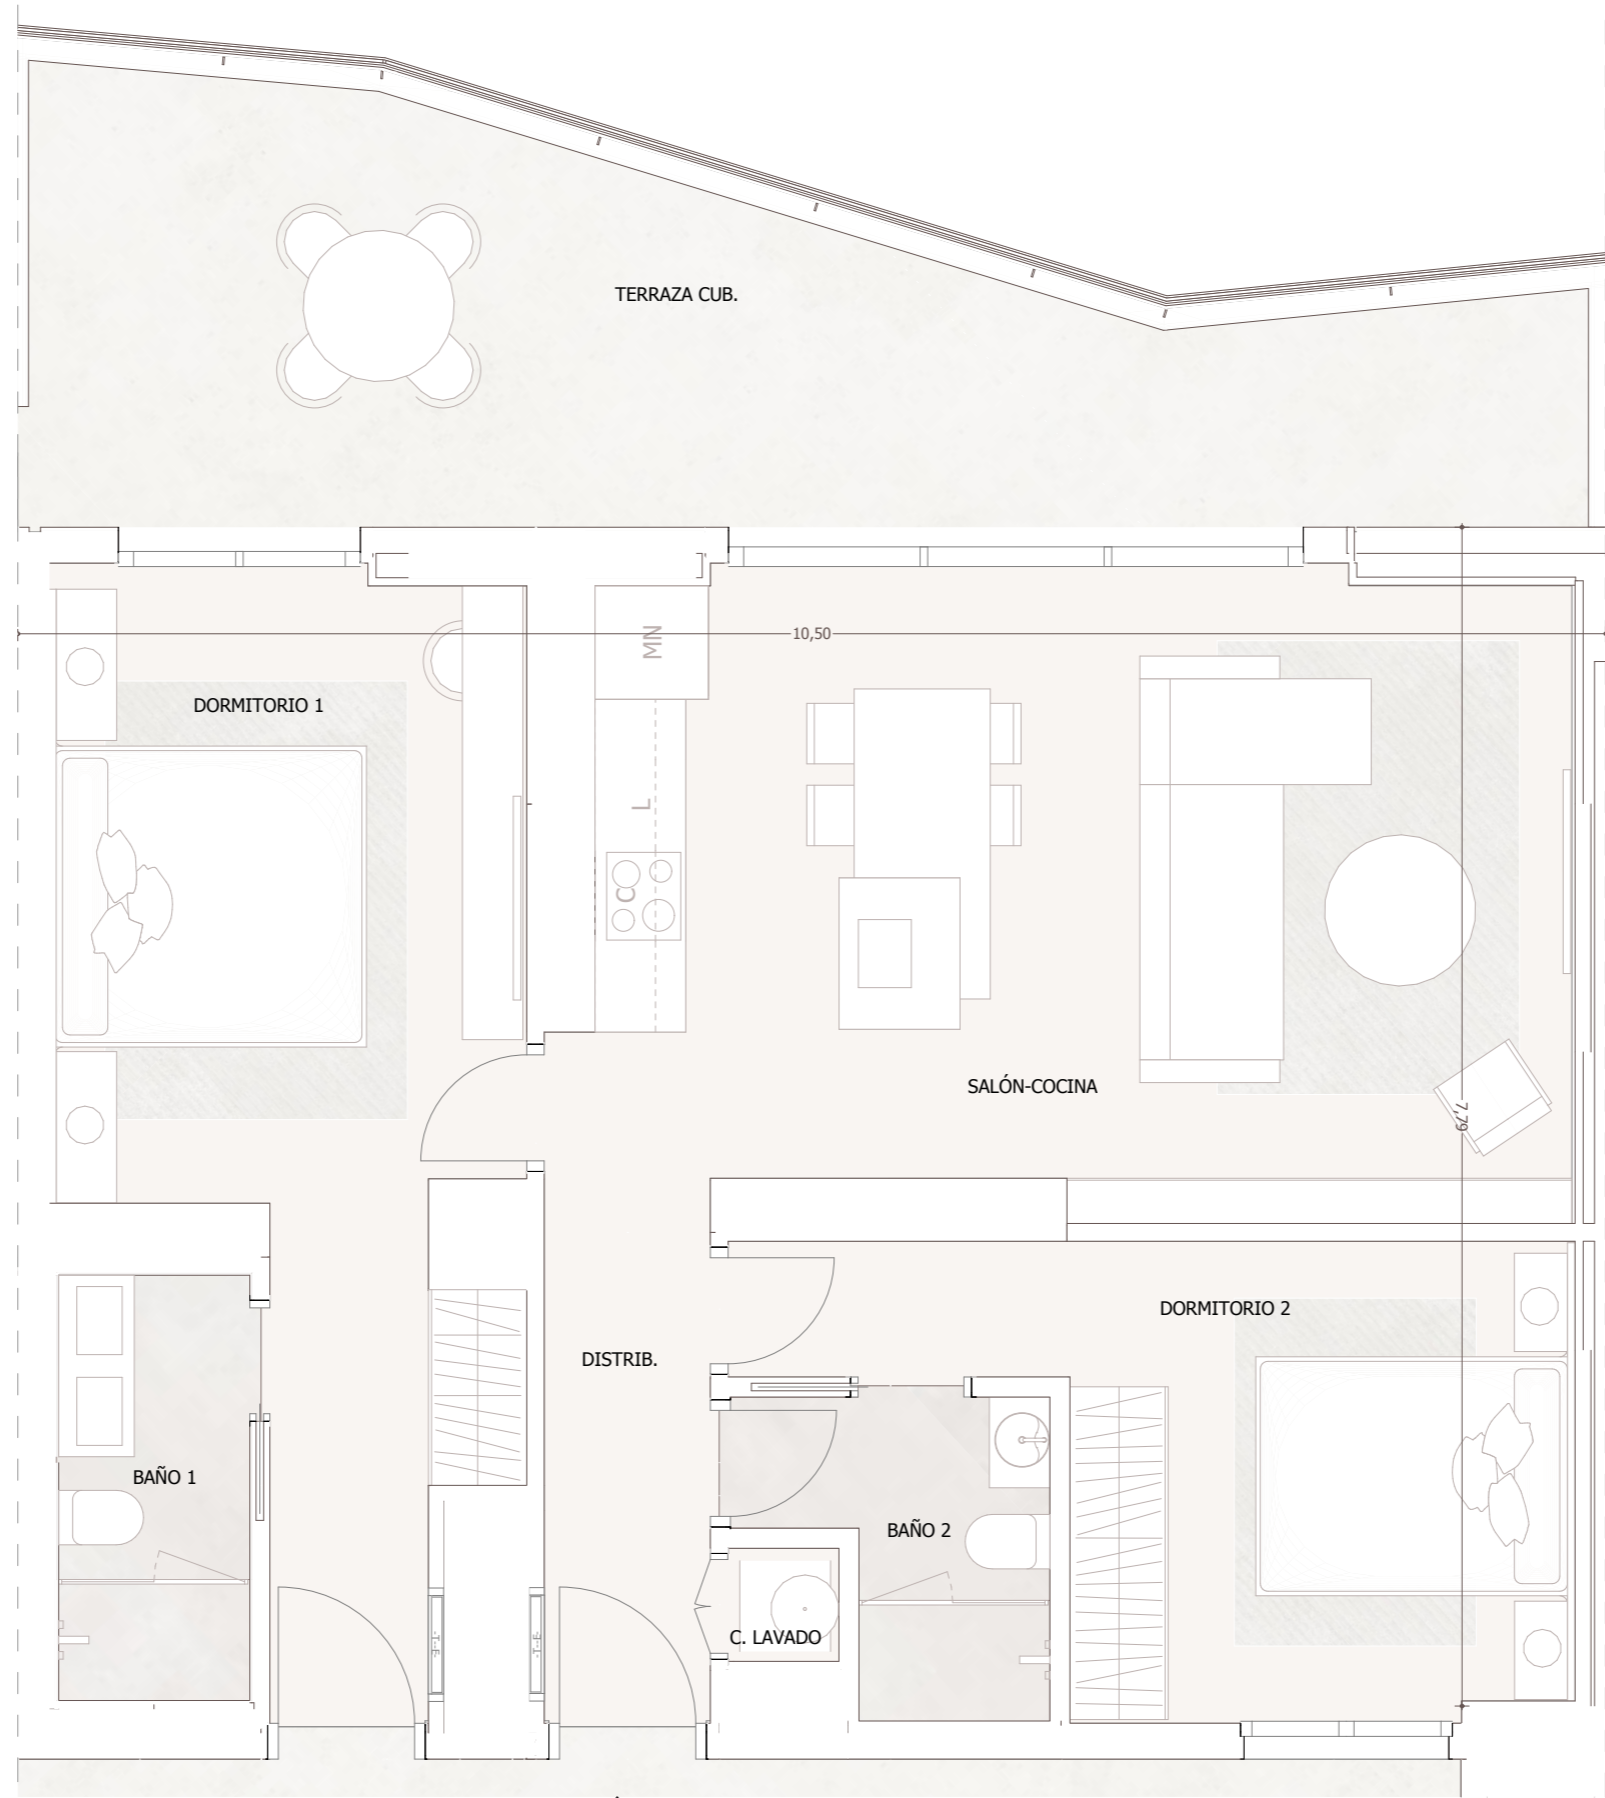 TERRAZA CUB.
10,50
MN
DORMITORIO 1
L
C
SALÓN-COCINA
7,79
DORMITORIO 2
DISTRIB.
BAÑO 1
BAÑO 2
C. LAVADO